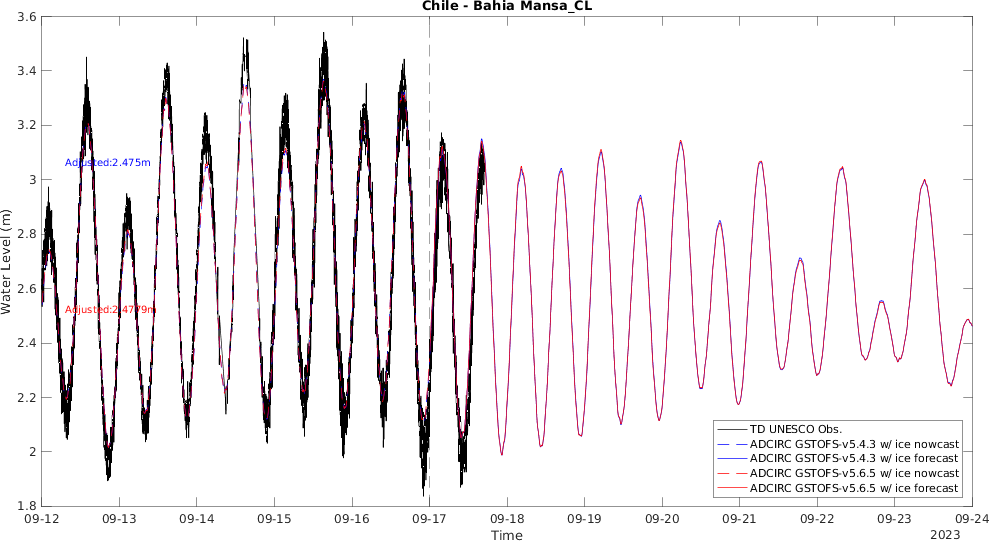 Chile - Bahia Mansa_CL
3.6
3.4
3.2
3
2.8
2.6
2.4
2.2
2
1.8
Water Level (m)
Adjusted:2.475m
Adjusted:2.4779m
TD UNESCO Obs.
ADCIRC GSTOFS-v5.4.3 w/ ice nowcast
ADCIRC GSTOFS-v5.4.3 w/ ice forecast
ADCIRC GSTOFS-v5.6.5 w/ ice nowcast
ADCIRC GSTOFS-v5.6.5 w/ ice forecast
09-12 09-13 09-14 09-15 09-16 09-17 09-18 09-19 09-20 09-21 09-22 09-23 09-24
Time
2023